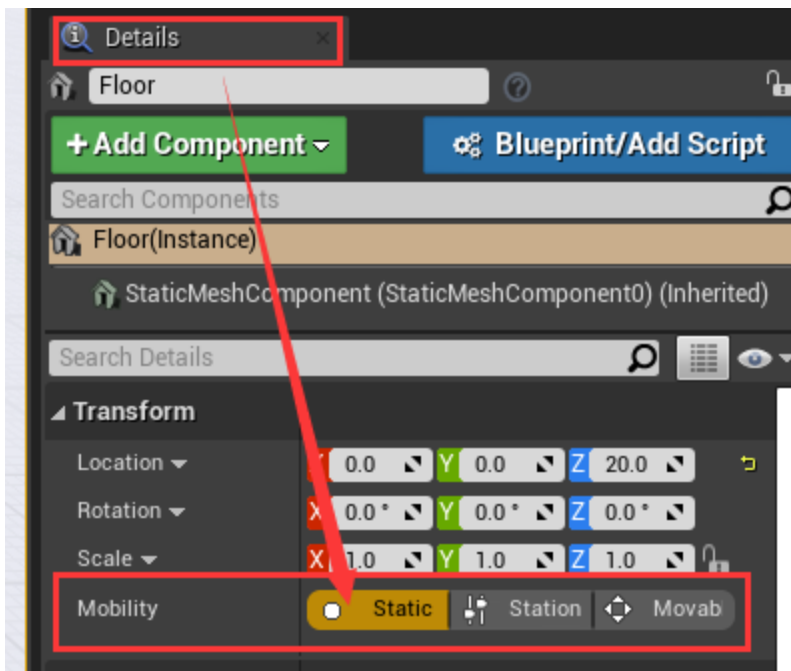 Details
Floor
+ Add Component
Blueprint/Add Script
Search Components
Floor(Instance)
StaticMeshComponent (StaticMeshComponent0) (Inherited)
Search Details
Transform
Location X 0.0 Y 0.0 Z 20.0
Rotation X 0.0 ° Y 0.0 ° Z 0.0 °
Scale X 1.0 Y 1.0 Z 1.0
Mobility Static Station Movab